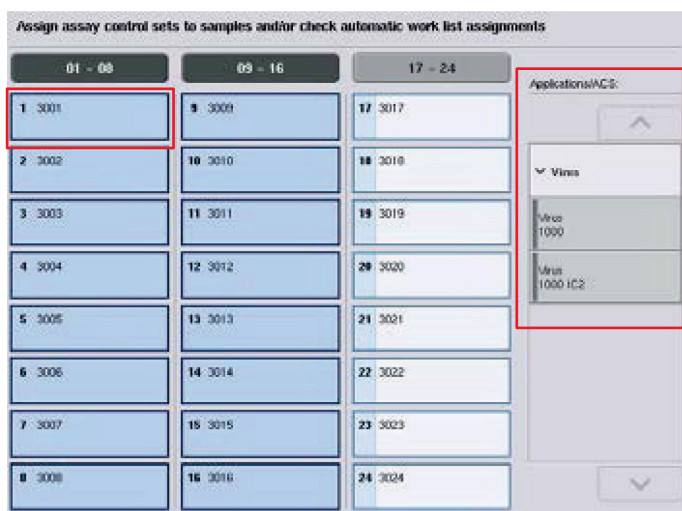 Assign assay control sets to samples and/or check automatic work list assignments
01 - 08
09 - 16
17 - 24
Applications/ACS:
1 3001
9 3009
17 3017
2 3002
10 3010
18 3018
Virus
3 3003
11 3011
19 3019
Virus
1000
4 3004
12 3012
20 3020
Virus
1000 IC2
5 3005
13 3013
21 3021
6 3006
14 3014
22 3022
7 3007
15 3015
23 3023
8 3008
16 3016
24 3024